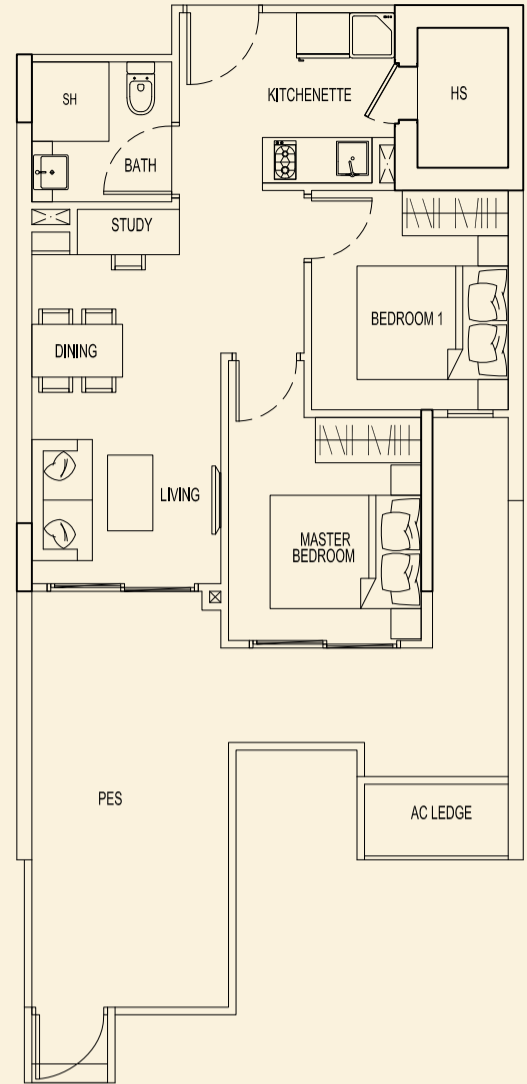 SH
KITCHENETTE
HS
BATH
STUDY
BEDROOM 1
DINING
LIVING
MASTER
BEDROOM
PES
AC LEDGE